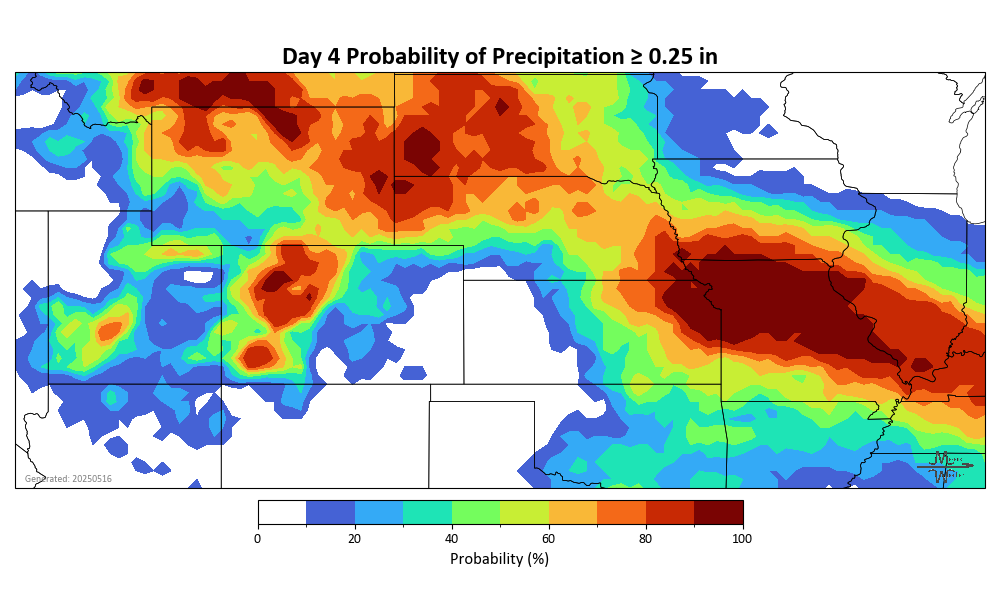 Day 4 Probability of Precipitation ≥ 0.25 in
Generated: 20250516
0 20 40 60 80 100
Probability (%)